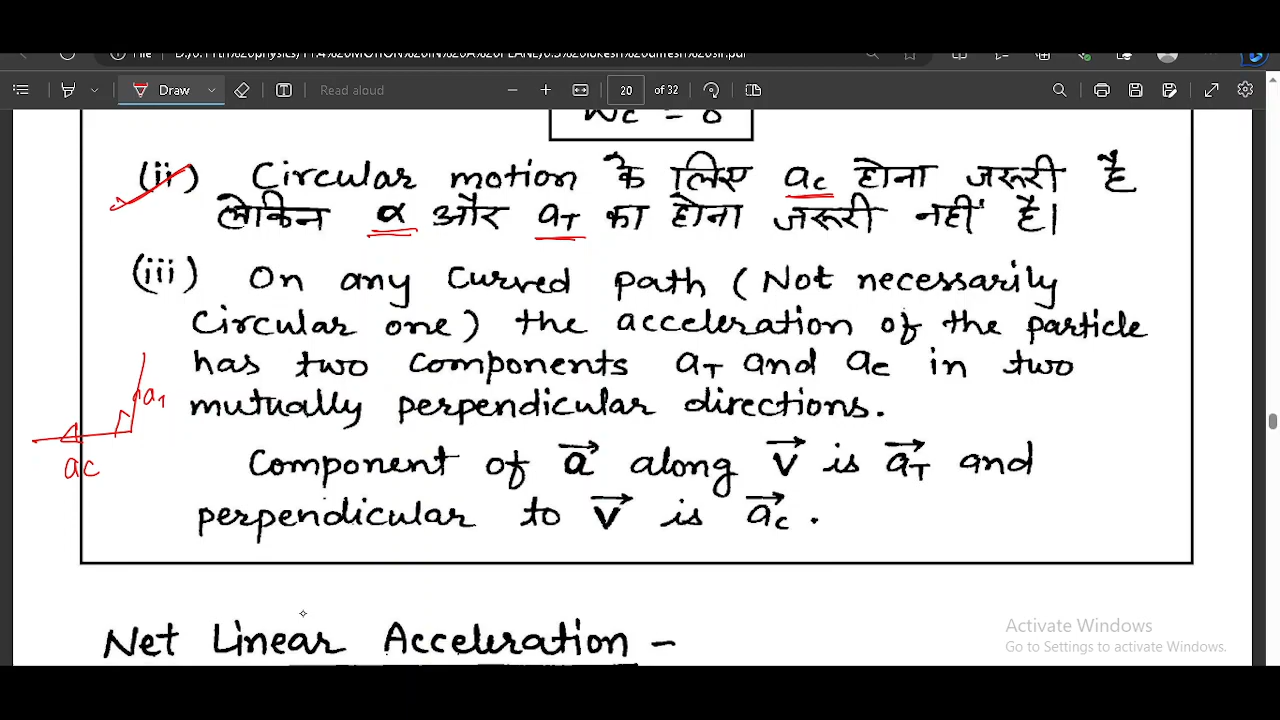 File
Draw
Read aloud
20 of 32
(ii) Circular motion के लिए ac होना जरूरी है
लेकिन α और aT का होना जरूरी नहीं है।
(iii) On any curved path (Not necessarily
circular one) the acceleration of the particle
has two components aT and ac in two
mutually perpendicular directions.
aT
ac
Component of a⃗ along v⃗ is a⃗T and
perpendicular to v⃗ is a⃗c .
Net Linear Acceleration –
Activate Windows
Go to Settings to activate Windows.